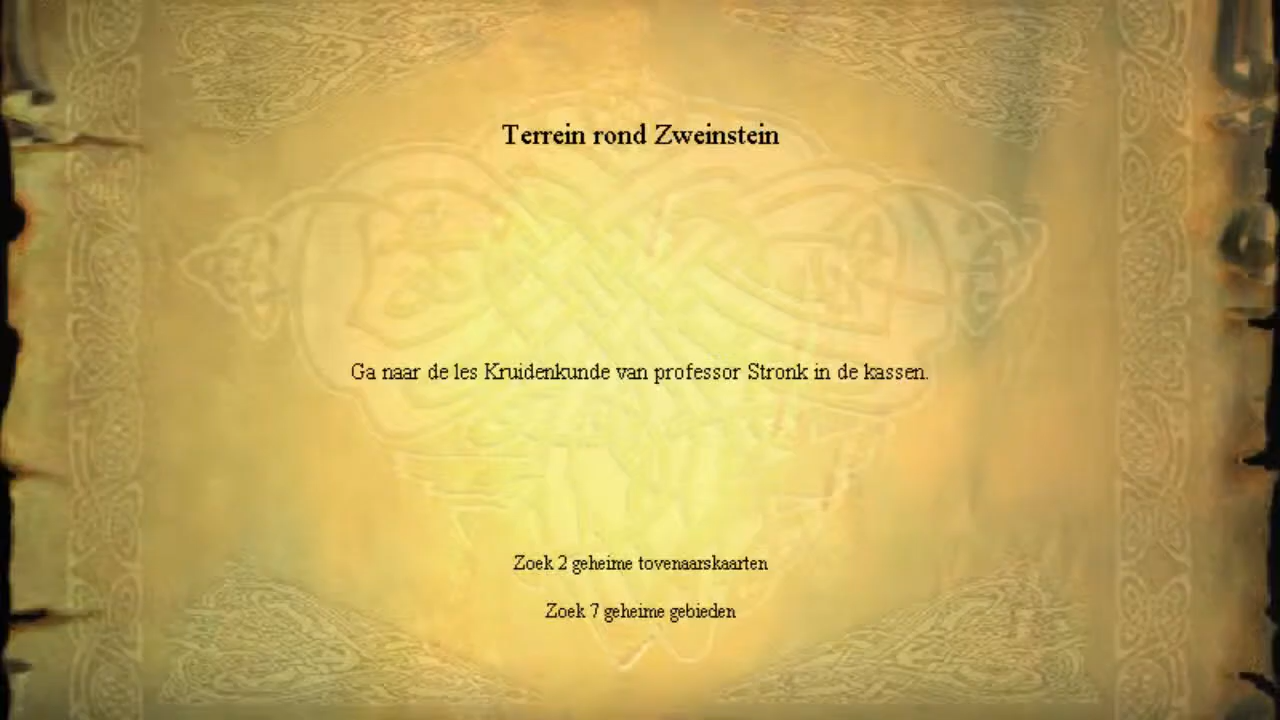 Terrein rond Zweinstein
Ga naar de les Kruidenkunde van professor Stronk in de kassen.
Zoek 2 geheime tovenaarskaarten
Zoek 7 geheime gebieden